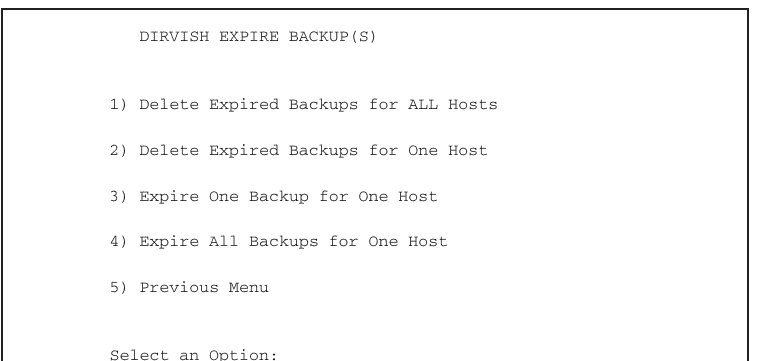 DIRVISH EXPIRE BACKUP(S)
1) Delete Expired Backups for ALL Hosts
2) Delete Expired Backups for One Host
3) Expire One Backup for One Host
4) Expire All Backups for One Host
5) Previous Menu
Select an Option: